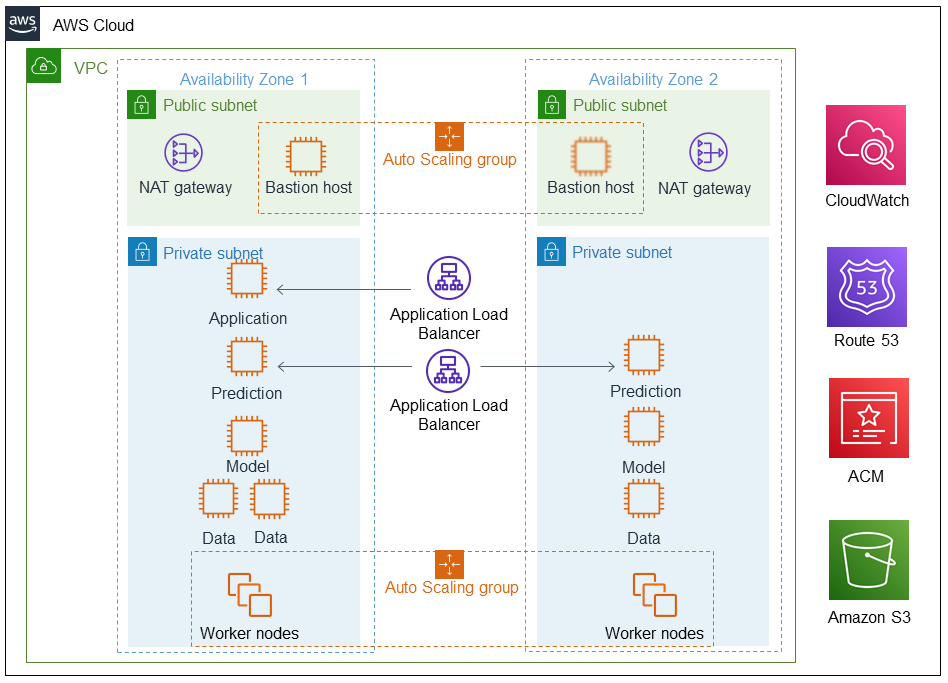 aws
AWS Cloud
VPC
Availability Zone 1
Availability Zone 2
Public subnet
Public subnet
NAT gateway
Bastion host
Auto Scaling group
Bastion host
NAT gateway
CloudWatch
Private subnet
Private subnet
Application
Application Load
Balancer
53
Route 53
Prediction
Application Load
Balancer
Prediction
Model
Model
ACM
Data
Data
Data
Auto Scaling group
Worker nodes
Worker nodes
Amazon S3